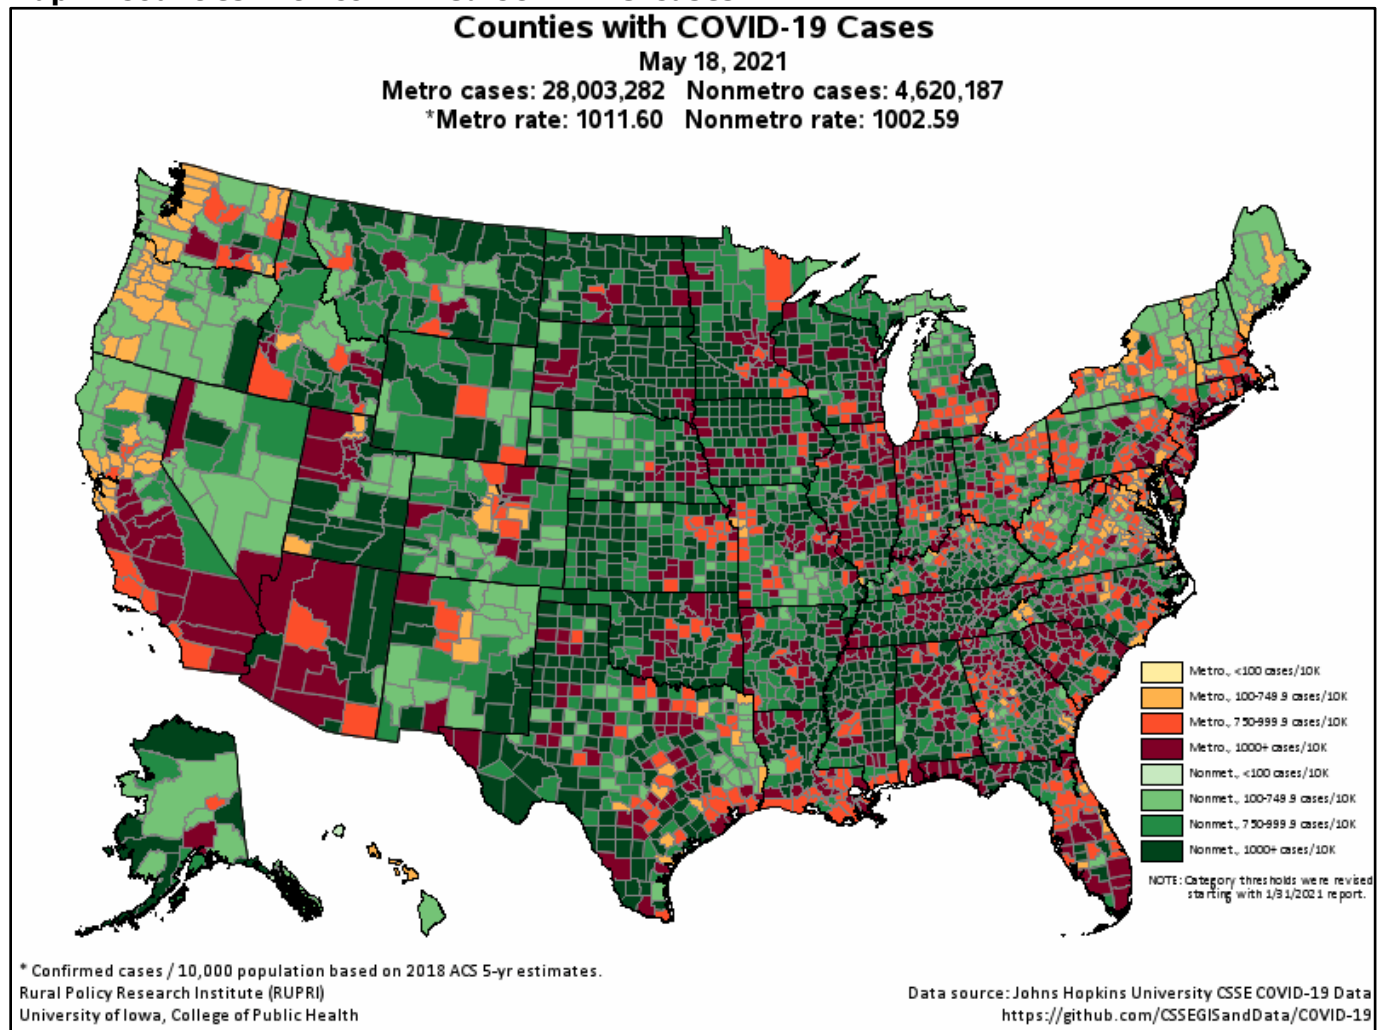 Counties with COVID-19 Cases
May 18, 2021
Metro cases: 28,003,282 Nonmetro cases: 4,620,187
*Metro rate: 1011.60 Nonmetro rate: 1002.59
Metro., <100 cases/10K
Metro., 100-749.9 cases/10K
Metro., 750-999.9 cases/10K
Metro., 1000+ cases/10K
Nonmet., <100 cases/10K
Nonmet., 100-749.9 cases/10K
Nonmet., 750-999.9 cases/10K
Nonmet., 1000+ cases/10K
NOTE: Category thresholds were revised
starting with 1/31/2021 report.
* Confirmed cases / 10,000 population based on 2018 ACS 5-yr estimates.
Rural Policy Research Institute (RUPRI)
University of Iowa, College of Public Health
Data source: Johns Hopkins University CSSE COVID-19 Data
https://github.com/CSSEGISandData/COVID-19